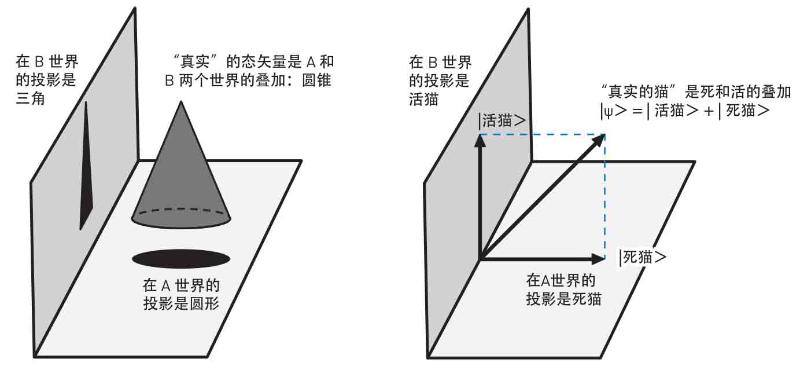 在 B 世界
的投影是
三角
“真实”的态矢量是 A 和
B 两个世界的叠加：圆锥
在 A 世界的
投影是圆形
在 B 世界
的投影是
活猫
“真实的猫”是死和活的叠加
|ψ> =| 活猫> +| 死猫>
|活猫>
|死猫>
在A世界的
投影是死猫